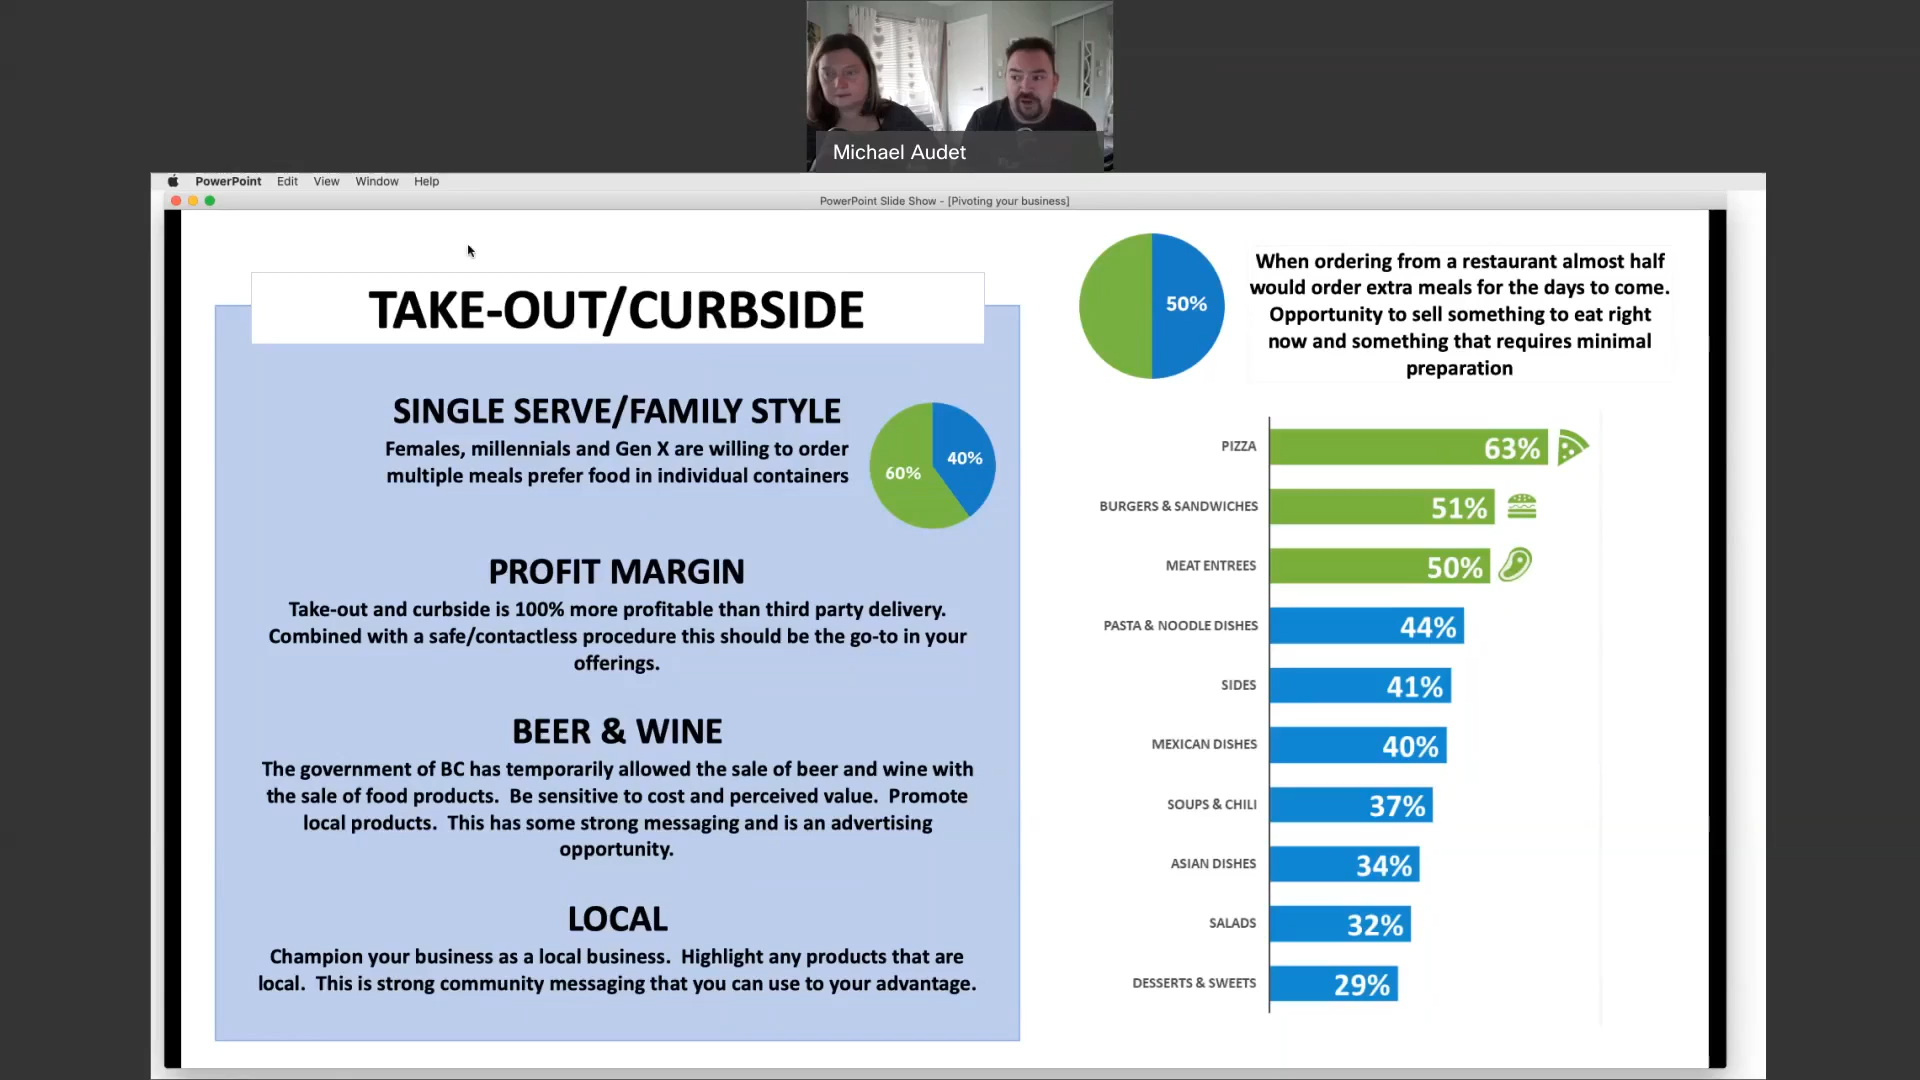 Michael Audet
PowerPoint Edit View Window Help
PowerPoint Slide Show - [Pivoting your business]
TAKE-OUT/CURBSIDE
SINGLE SERVE/FAMILY STYLE
Females, millennials and Gen X are willing to order
multiple meals prefer food in individual containers
60%
40%
PROFIT MARGIN
Take-out and curbside is 100% more profitable than third party delivery.
Combined with a safe/contactless procedure this should be the go-to in your
offerings.
BEER & WINE
The government of BC has temporarily allowed the sale of beer and wine with
the sale of food products.  Be sensitive to cost and perceived value.  Promote
local products.  This has some strong messaging and is an advertising
opportunity.
LOCAL
Champion your business as a local business.  Highlight any products that are
local.  This is strong community messaging that you can use to your advantage.
50%
When ordering from a restaurant almost half
would order extra meals for the days to come.
Opportunity to sell something to eat right
now and something that requires minimal
preparation
PIZZA 63%
BURGERS & SANDWICHES 51%
MEAT ENTREES 50%
PASTA & NOODLE DISHES 44%
SIDES 41%
MEXICAN DISHES 40%
SOUPS & CHILI 37%
ASIAN DISHES 34%
SALADS 32%
DESSERTS & SWEETS 29%